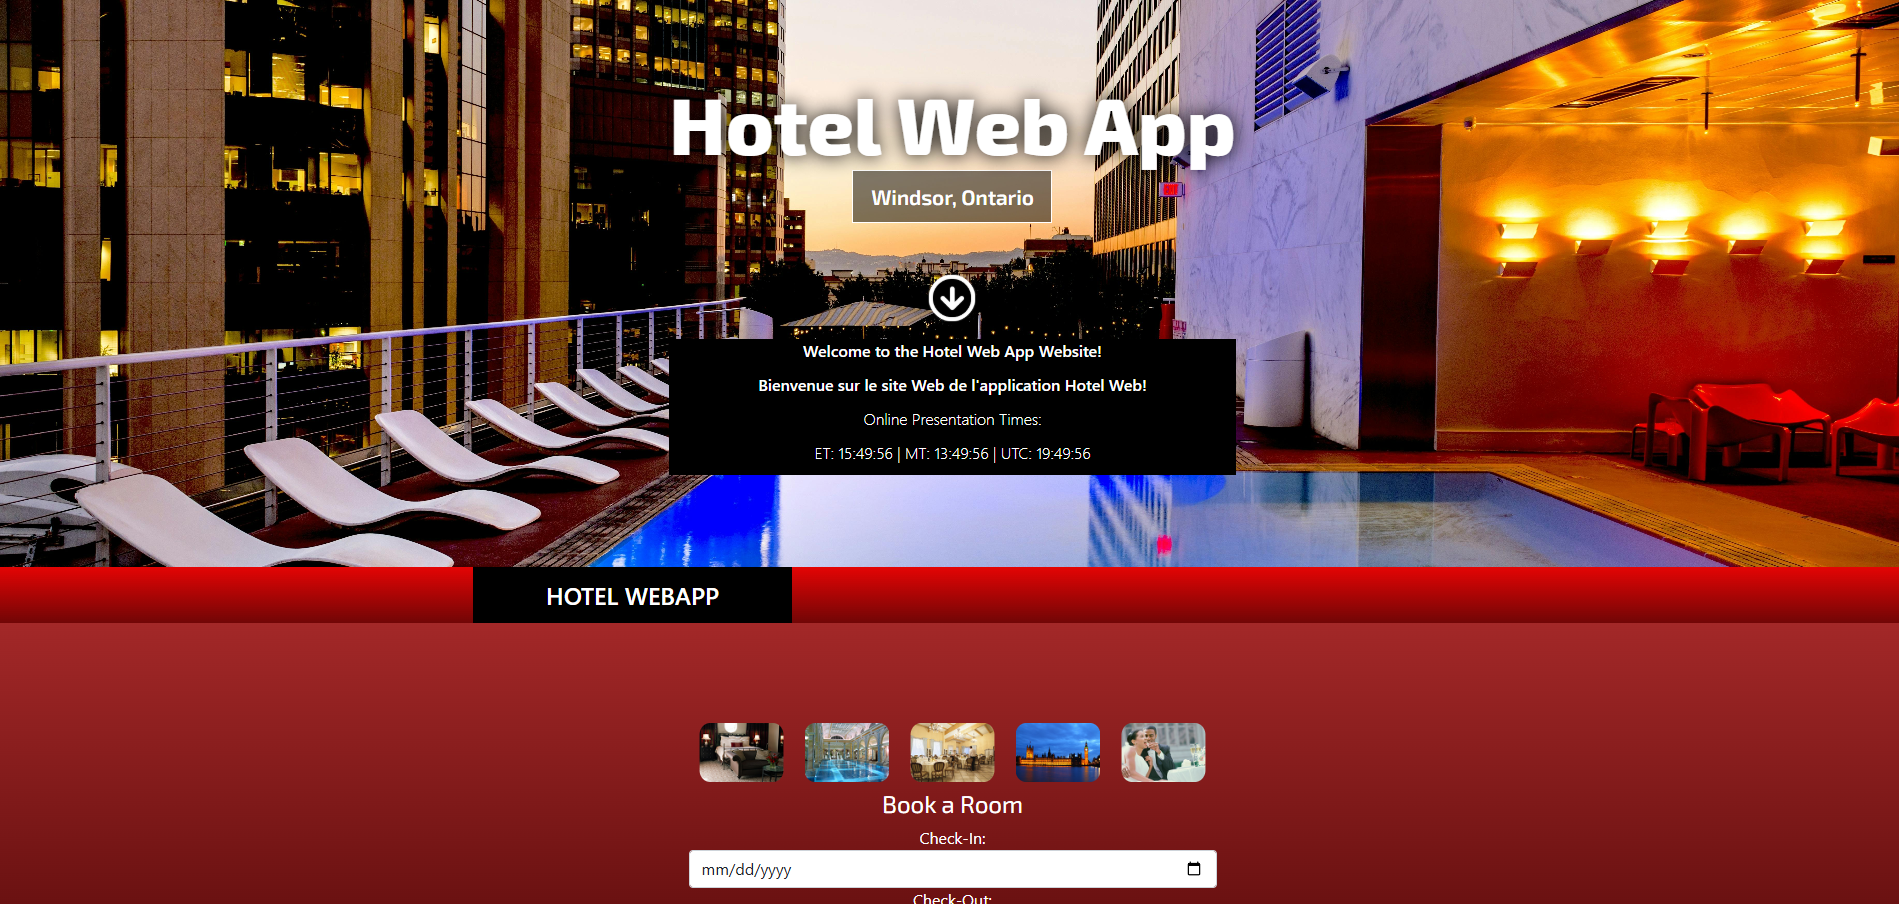 Hotel Web App
Windsor, Ontario
Welcome to the Hotel Web App Website!
Bienvenue sur le site Web de l'application Hotel Web!
Online Presentation Times:
ET: 15:49:56 | MT: 13:49:56 | UTC: 19:49:56
HOTEL WEBAPP
Book a Room
Check-In:
mm/dd/yyyy
Check-Out: